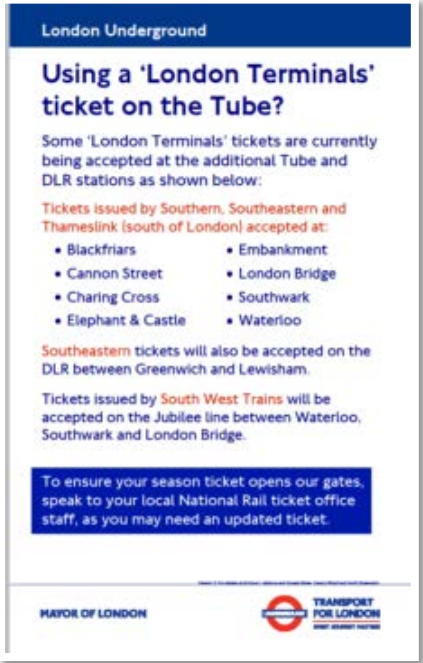 London Underground
Using a ‘London Terminals’
ticket on the Tube?
Some ‘London Terminals’ tickets are currently
being accepted at the additional Tube and
DLR stations as shown below:
Tickets issued by Southern, Southeastern and
Thameslink (south of London) accepted at:
• Blackfriars
• Cannon Street
• Charing Cross
• Elephant & Castle
• Embankment
• London Bridge
• Southwark
• Waterloo
Southeastern tickets will also be accepted on the
DLR between Greenwich and Lewisham.
Tickets issued by South West Trains will be
accepted on the Jubilee line between Waterloo,
Southwark and London Bridge.
To ensure your season ticket opens our gates,
speak to your local National Rail ticket office
staff, as you may need an updated ticket.
MAYOR OF LONDON
TRANSPORT
FOR LONDON
EVERY JOURNEY MATTERS